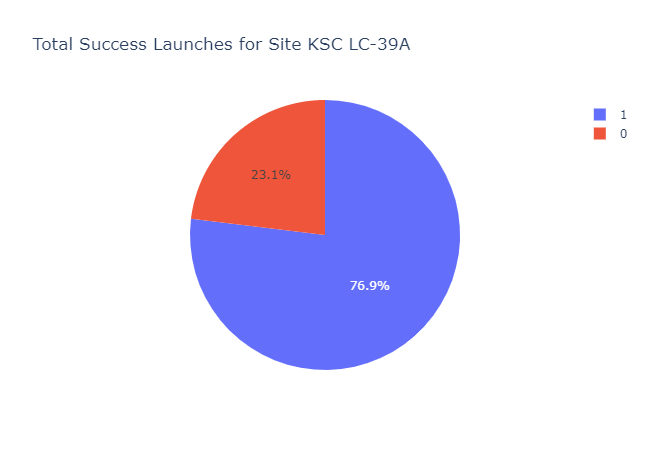 Total Success Launches for Site KSC LC-39A
1
0
23.1%
76.9%